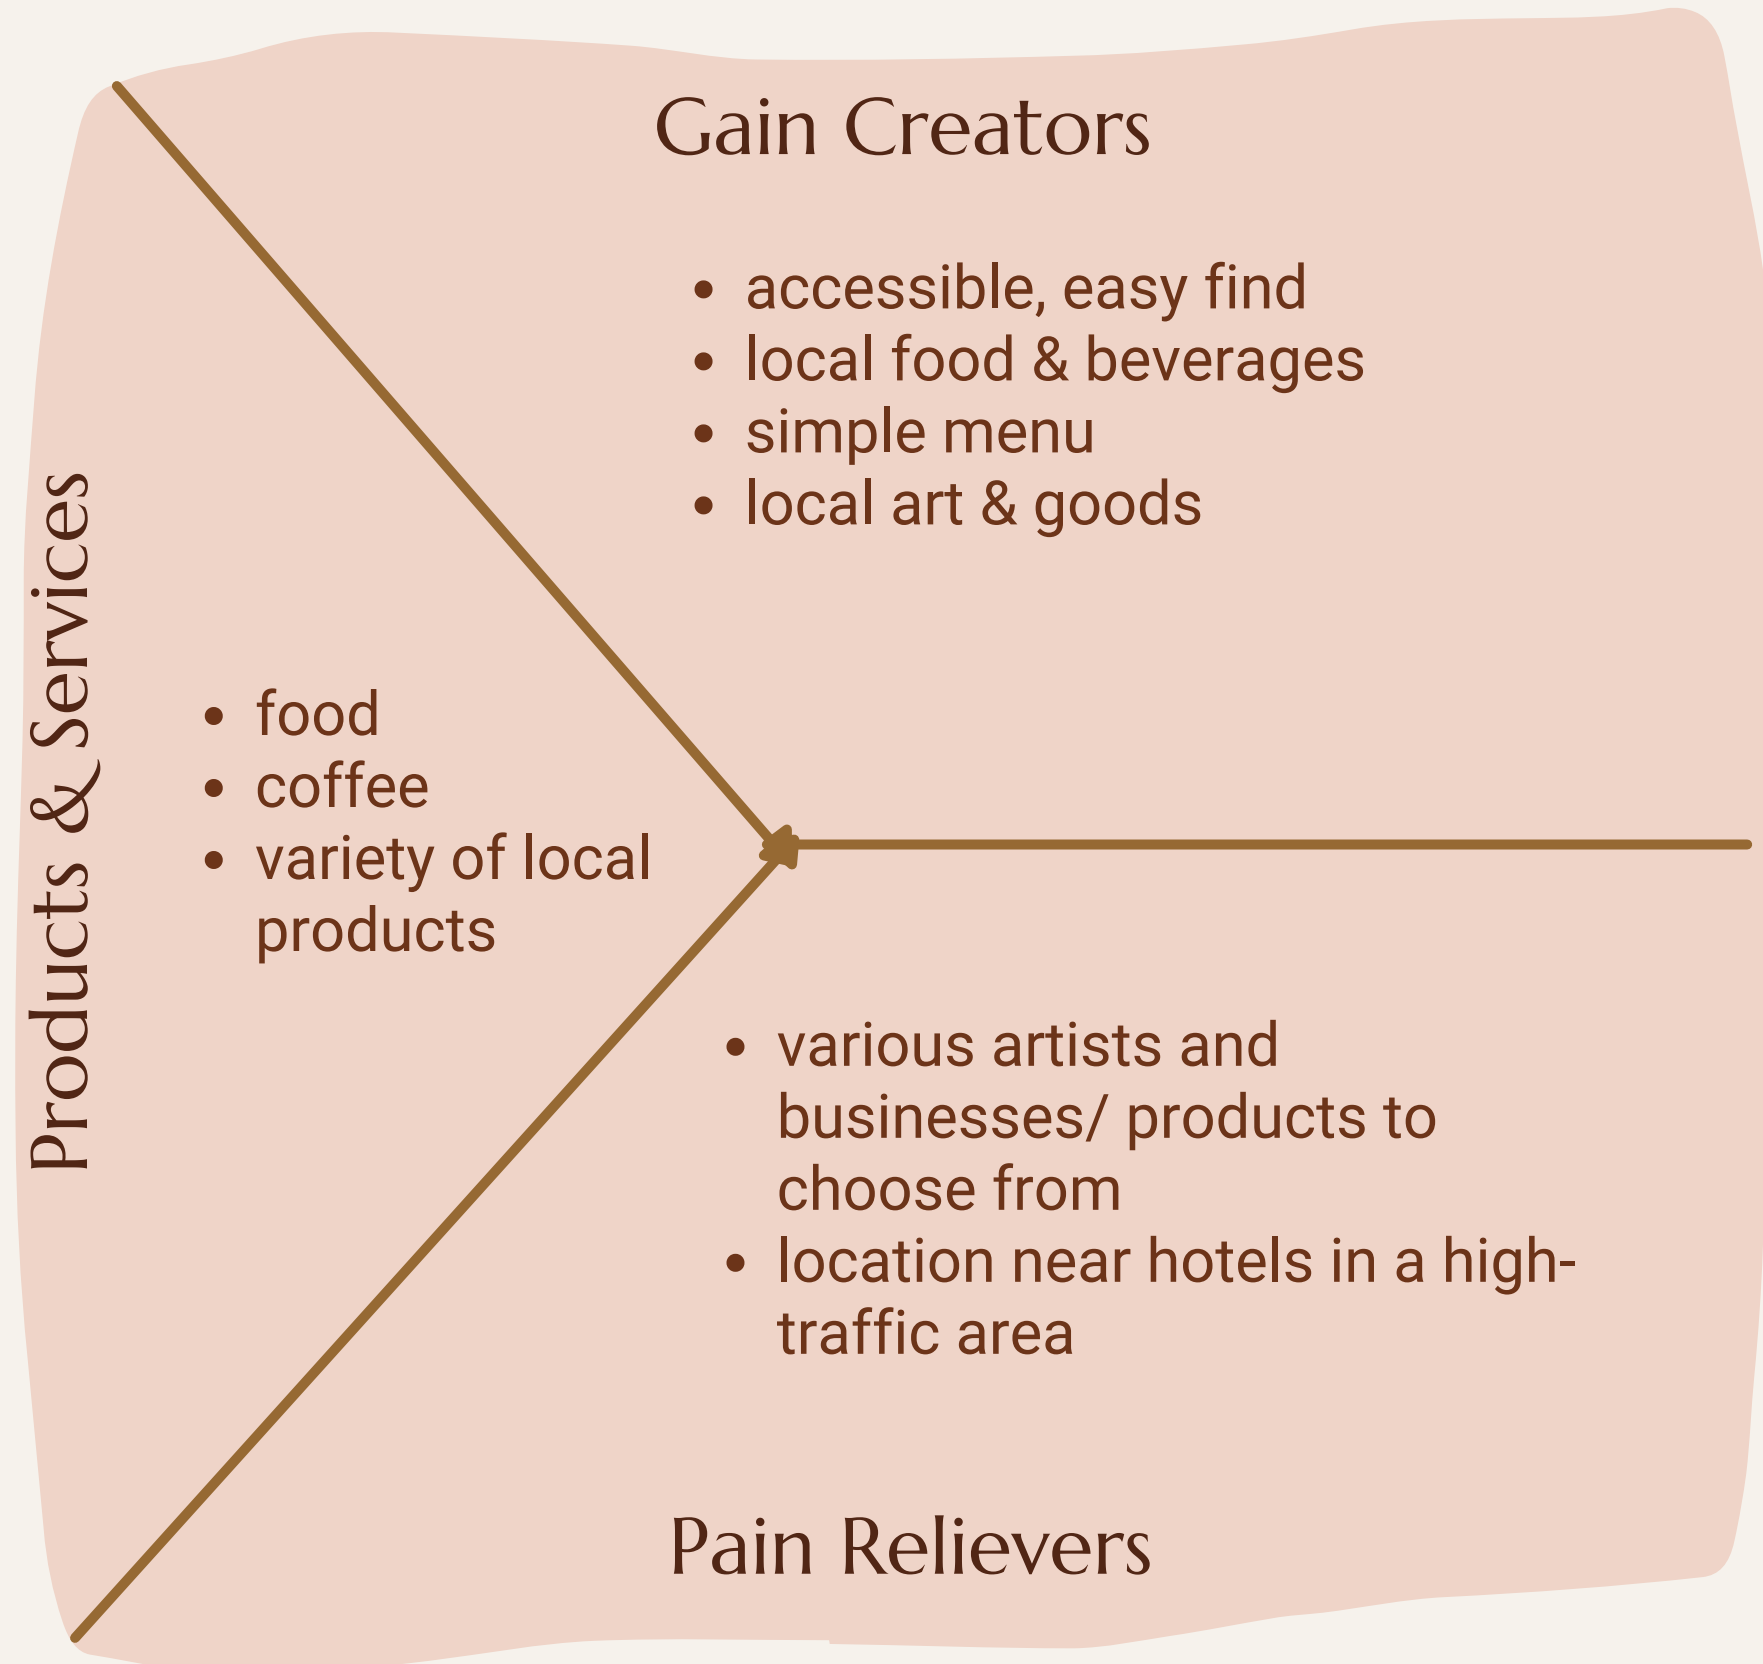 Gain Creators
• accessible, easy find
• local food & beverages
• simple menu
• local art & goods
Products & Services
• food
• coffee
• variety of local
products
• various artists and
businesses/ products to
choose from
• location near hotels in a high-
traffic area
Pain Relievers